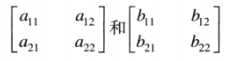 [a₁₁ a₁₂] 和 [b₁₁ b₁₂]
[a₂₁ a₂₂] [b₂₁ b₂₂]